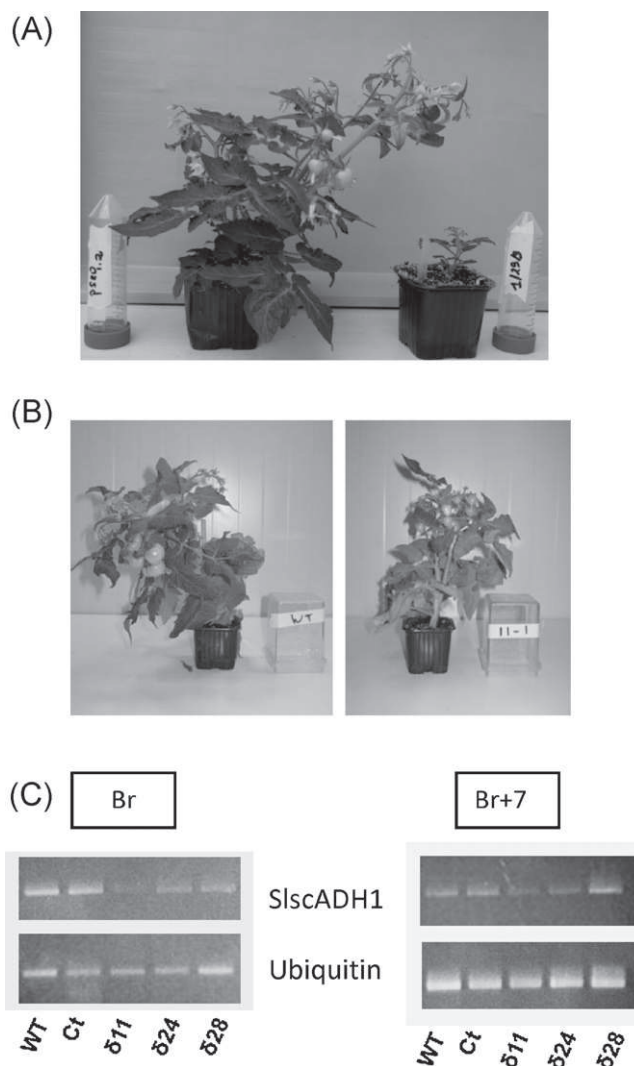 (A)
(B)
WT
11-1
(C)
Br
Br+7
SlscADH1
Ubiquitin
WT Ct δ11 δ24 δ28
WT Ct δ11 δ24 δ28